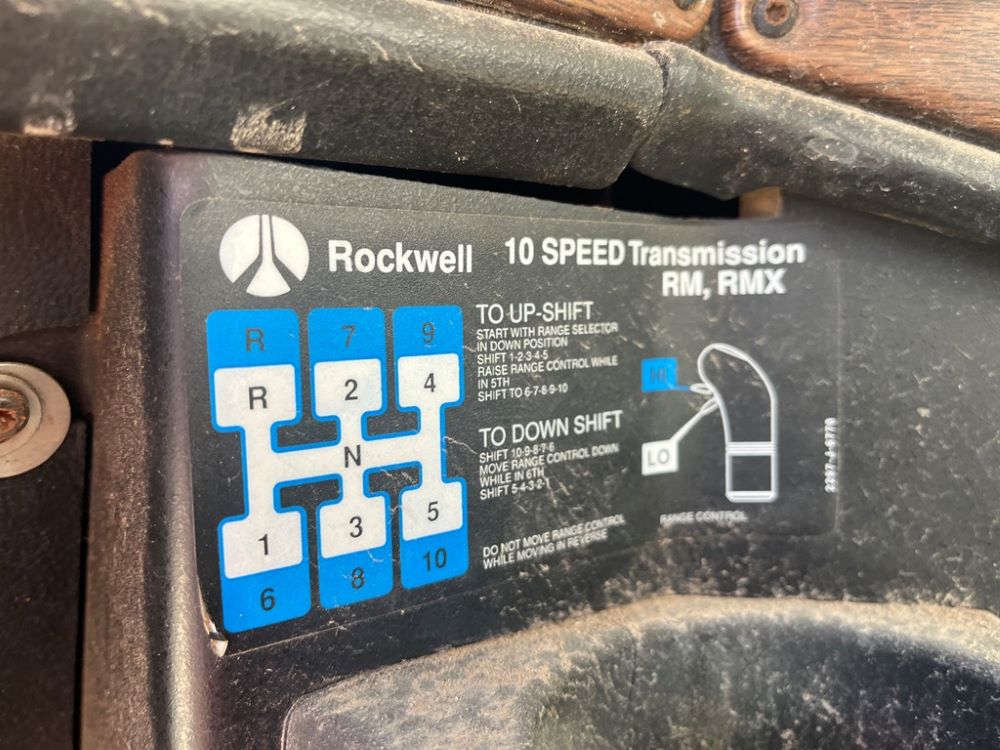 Rockwell 10 SPEED Transmission
RM, RMX
R 7 9
R 2 4
N
1 3 5
6 8 10
TO UP-SHIFT
START WITH RANGE SELECTOR
IN DOWN POSITION
SHIFT 1-2-3-4-5
RAISE RANGE CONTROL WHILE
IN 5TH
SHIFT TO 6-7-8-9-10
TO DOWN SHIFT
SHIFT 10-9-8-7-6
MOVE RANGE CONTROL DOWN
WHILE IN 6TH
SHIFT 5-4-3-2-1
DO NOT MOVE RANGE CONTROL
WHILE MOVING IN REVERSE
HI
LO
RANGE CONTROL